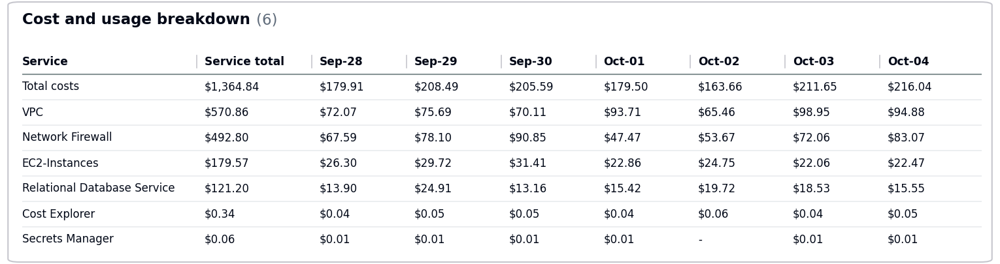 Cost and usage breakdown (6)
Service Service total Sep-28 Sep-29 Sep-30 Oct-01 Oct-02 Oct-03 Oct-04
Total costs $1,364.84 $179.91 $208.49 $205.59 $179.50 $163.66 $211.65 $216.04
VPC $570.86 $72.07 $75.69 $70.11 $93.71 $65.46 $98.95 $94.88
Network Firewall $492.80 $67.59 $78.10 $90.85 $47.47 $53.67 $72.06 $83.07
EC2-Instances $179.57 $26.30 $29.72 $31.41 $22.86 $24.75 $22.06 $22.47
Relational Database Service $121.20 $13.90 $24.91 $13.16 $15.42 $19.72 $18.53 $15.55
Cost Explorer $0.34 $0.04 $0.05 $0.05 $0.04 $0.06 $0.04 $0.05
Secrets Manager $0.06 $0.01 $0.01 $0.01 $0.01 - $0.01 $0.01